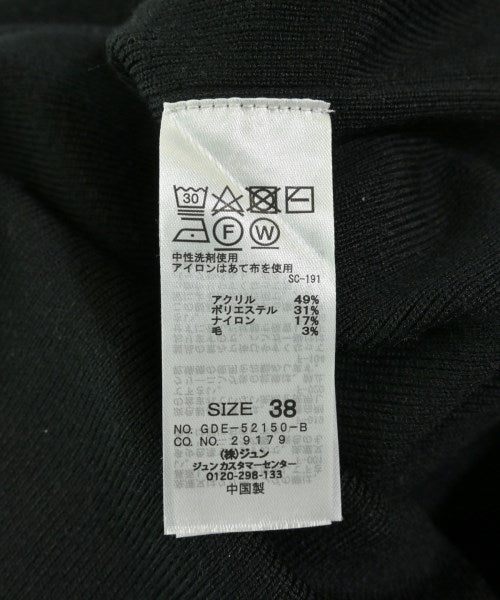 30
F W
中性洗剤使用
アイロンはあて布を使用
SC-191
アクリル 49%
ポリエステル 31%
ナイロン 17%
毛 3%
SIZE 38
NO. GDE-52150-B
CO. NO. 29179
(株)ジュン
ジュンカスタマーセンター
0120-298-133
中国製